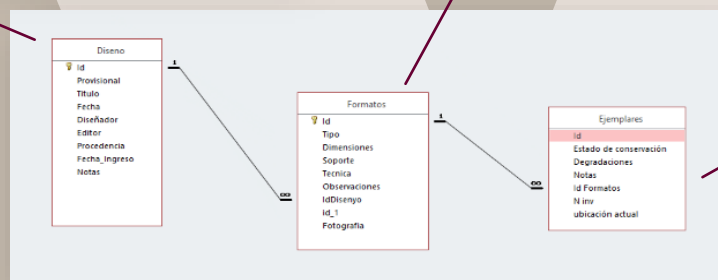 Diseno
Id
Provisional
Titulo
Fecha
Diseñador
Editor
Procedencia
Fecha_Ingreso
Notas
1
∞
Formatos
Id
Tipo
Dimensiones
Soporte
Tecnica
Observaciones
IdDisenyo
Id_1
Fotografia
1
∞
Ejemplares
Id
Estado de conservación
Degradaciones
Notas
Id Formatos
N inv
ubicación actual